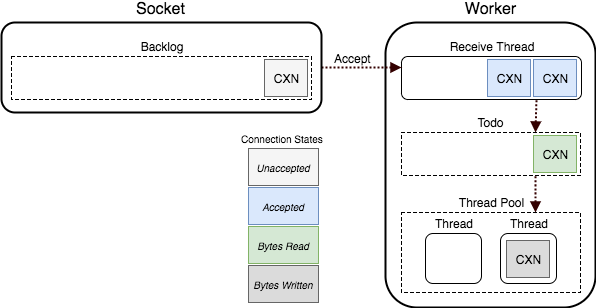 Socket
Worker
Backlog
CXN
Accept
Receive Thread
CXN
CXN
Todo
CXN
Connection States
Unaccepted
Accepted
Bytes Read
Bytes Written
Thread Pool
Thread
Thread
CXN